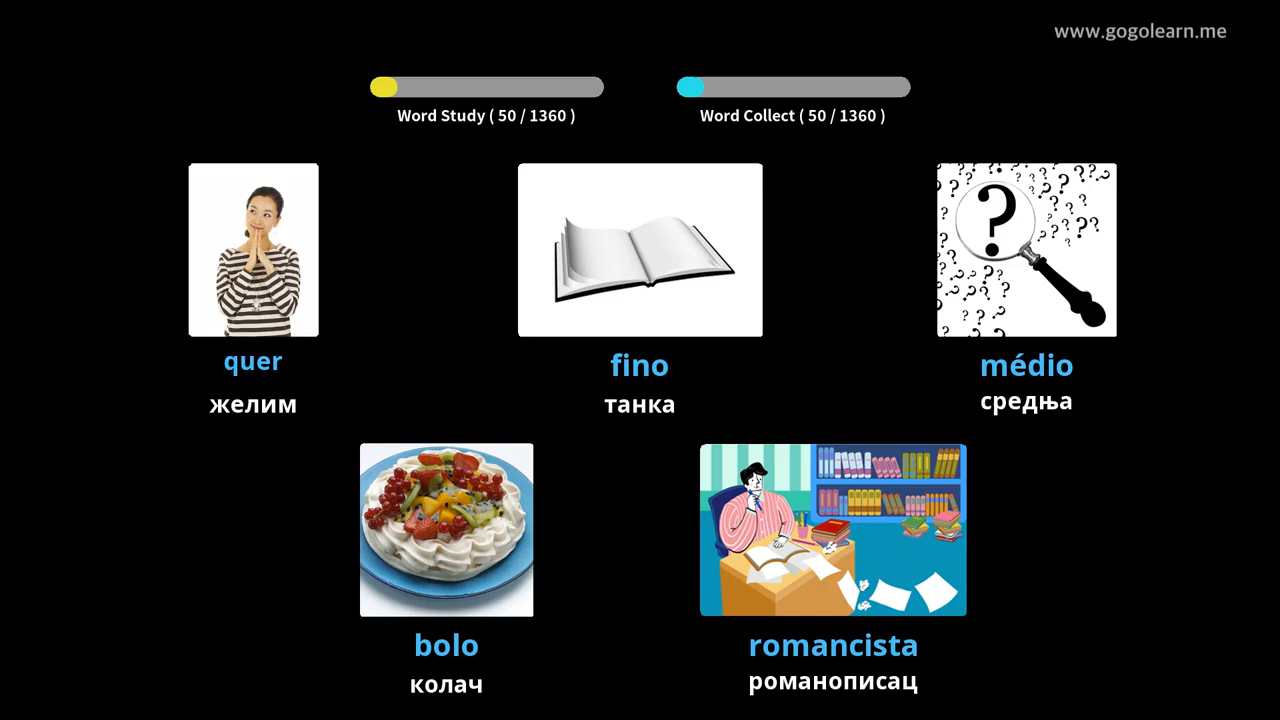 www.gogolearn.me
Word Study ( 50 / 1360 )
Word Collect ( 50 / 1360 )
quer
желим
fino
танка
médio
средња
bolo
колач
romancista
романописац